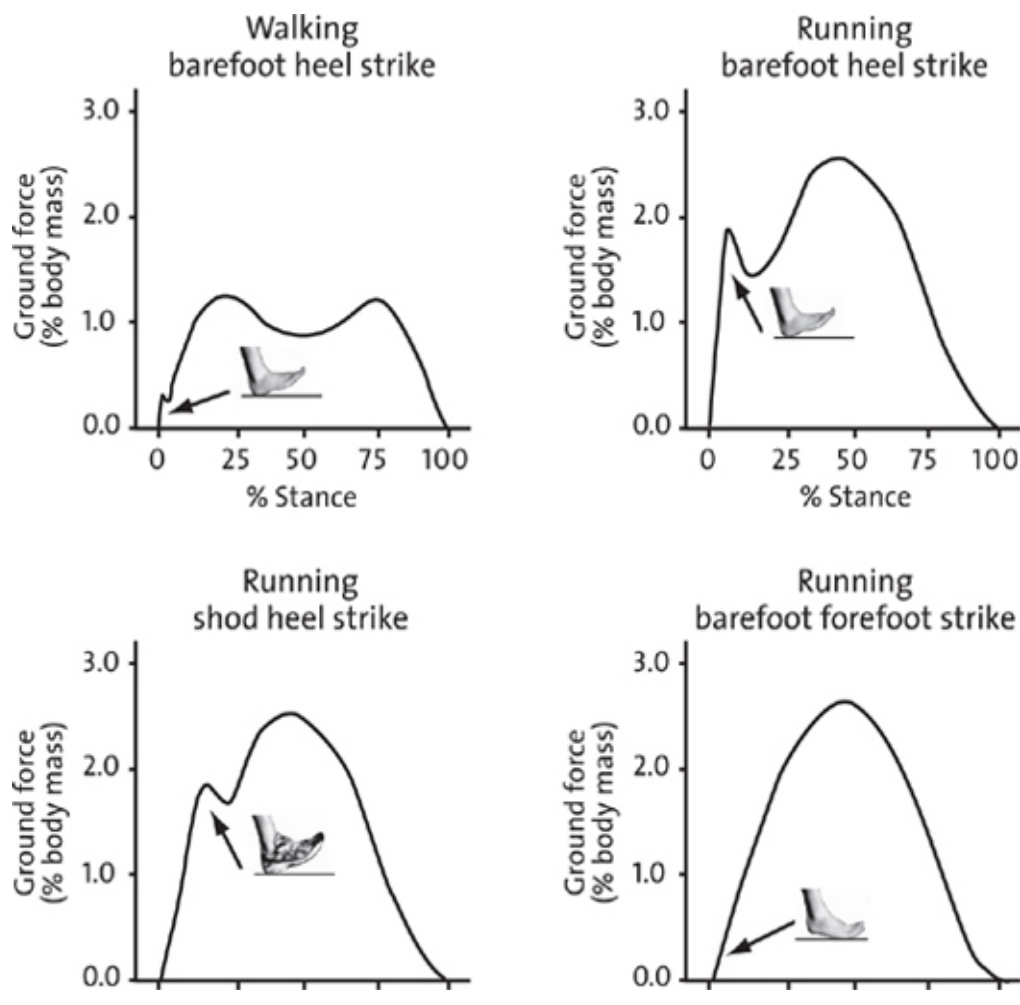 Walking
barefoot heel strike
Ground force
(% body mass)
3.0
2.0
1.0
0.0
0 25 50 75 100
% Stance
Running
barefoot heel strike
Ground force
(% body mass)
3.0
2.0
1.0
0.0
0 25 50 75 100
% Stance
Running
shod heel strike
Ground force
(% body mass)
3.0
2.0
1.0
0.0
Running
barefoot forefoot strike
Ground force
(% body mass)
3.0
2.0
1.0
0.0